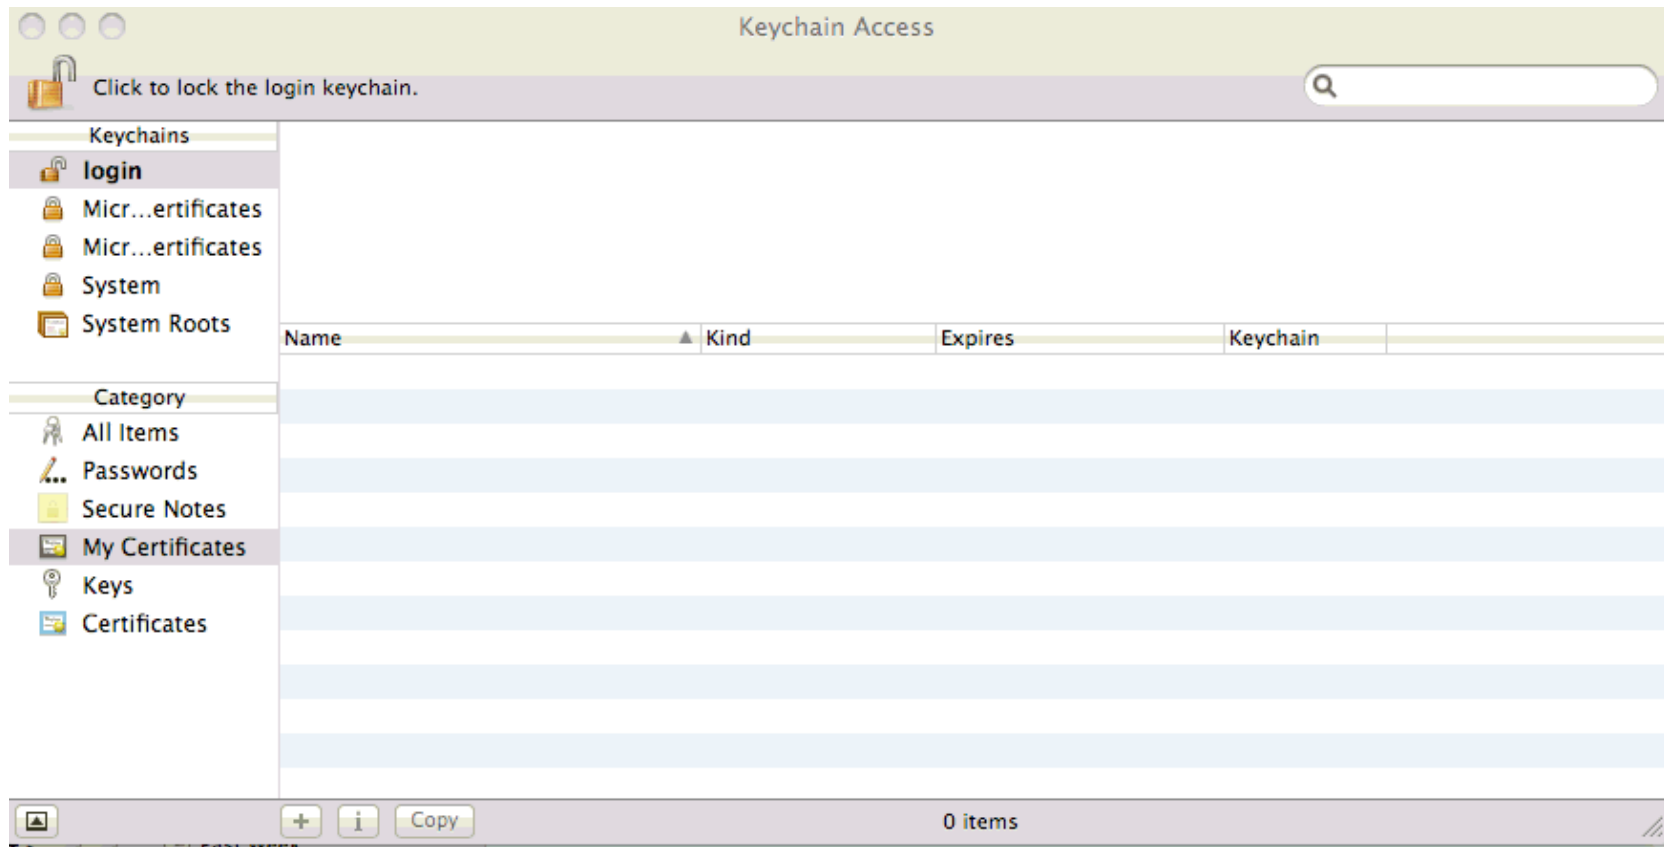 Keychain Access
Click to lock the login keychain.
Keychains
login
Micr...ertificates
Micr...ertificates
System
System Roots
Name Kind Expires Keychain
Category
All Items
Passwords
Secure Notes
My Certificates
Keys
Certificates
+ i Copy 0 items